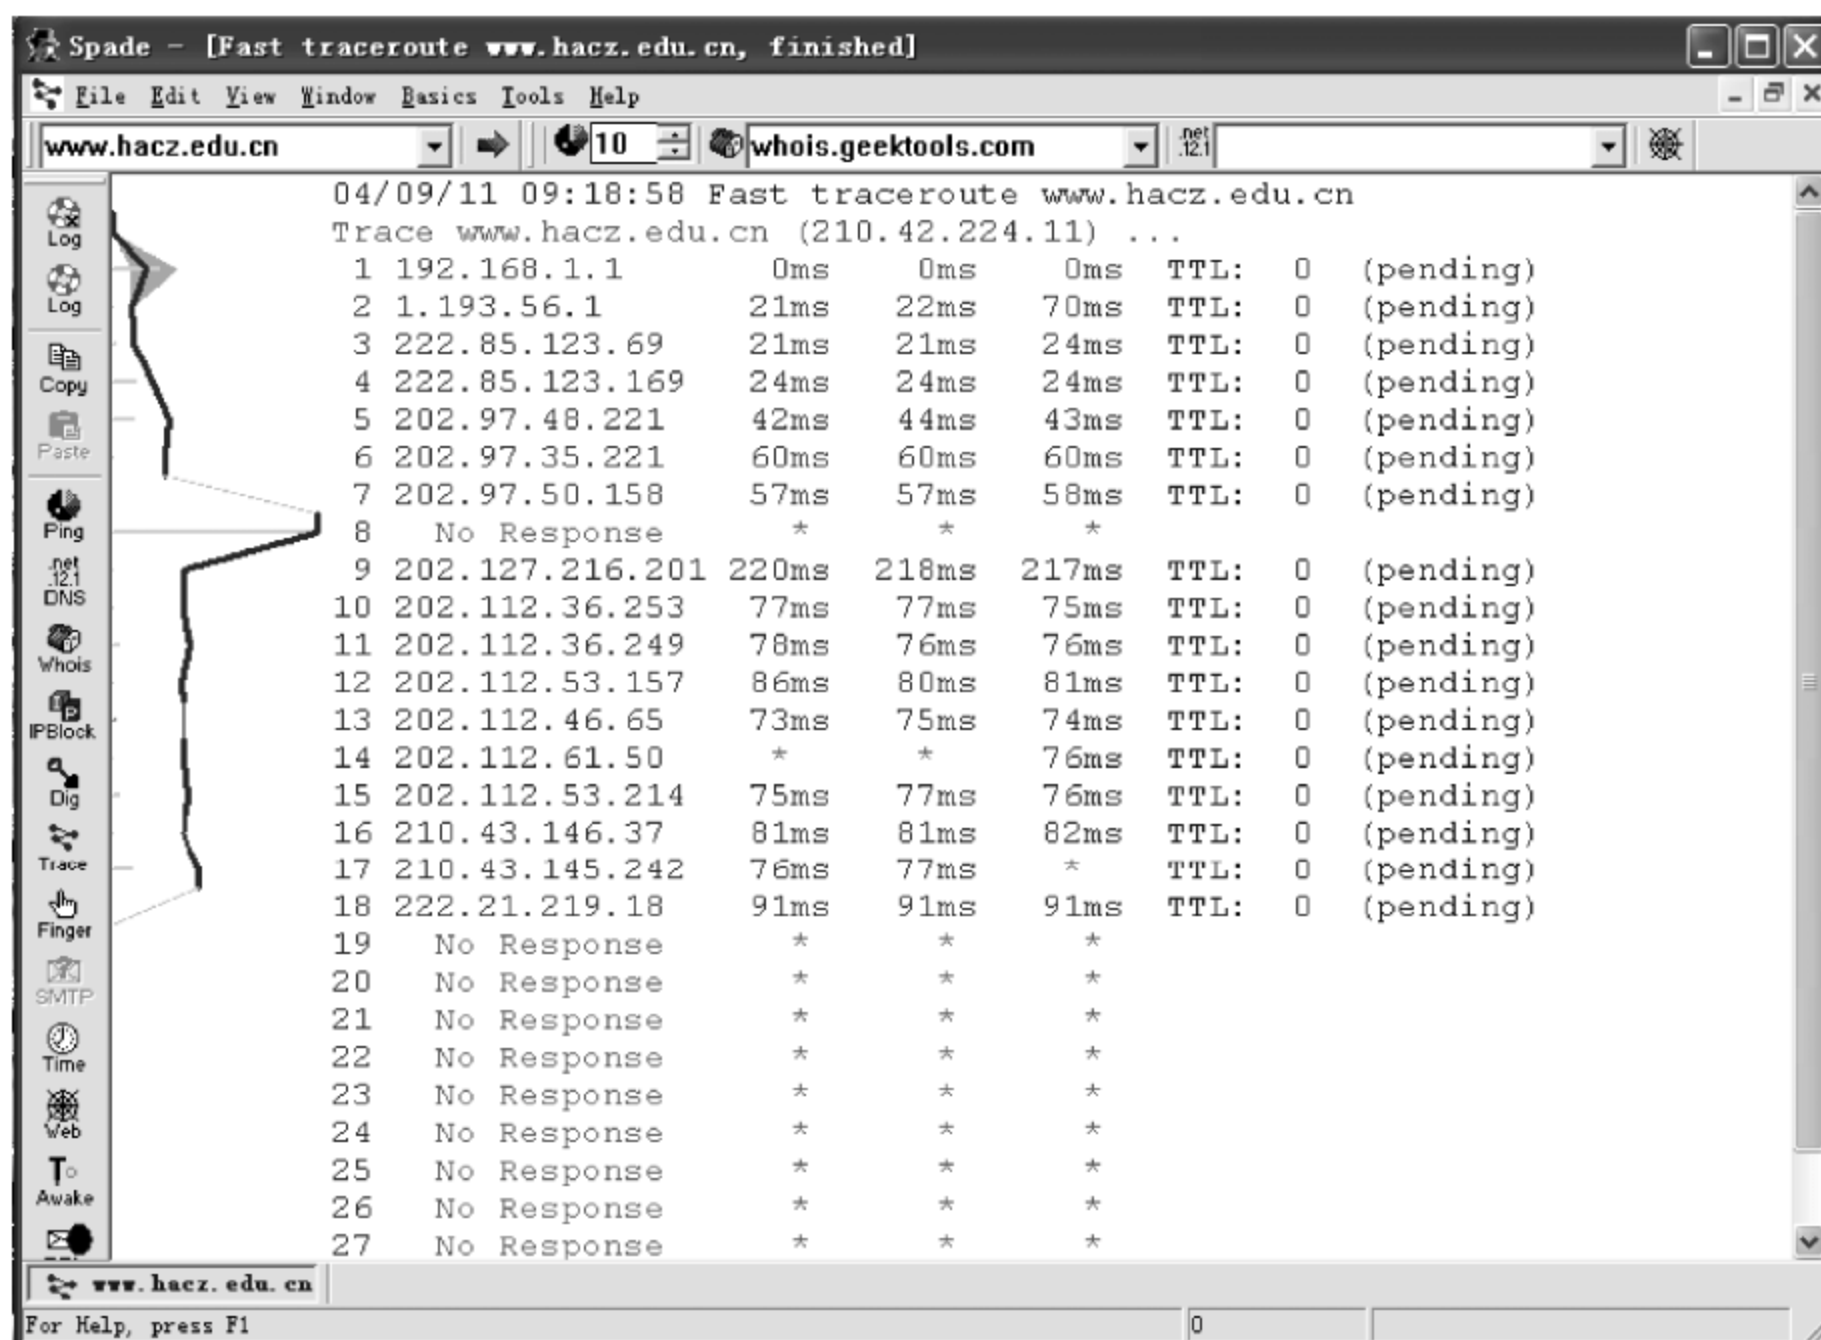 Spade - [Fast traceroute www.hacz.edu.cn, finished]
File Edit View Window Basics Tools Help
www.hacz.edu.cn 10 whois.geektools.com .net .12.1
04/09/11 09:18:58 Fast traceroute www.hacz.edu.cn
Trace www.hacz.edu.cn (210.42.224.11) ...
1 192.168.1.1 0ms 0ms 0ms TTL: 0 (pending)
2 1.193.56.1 21ms 22ms 70ms TTL: 0 (pending)
3 222.85.123.69 21ms 21ms 24ms TTL: 0 (pending)
4 222.85.123.169 24ms 24ms 24ms TTL: 0 (pending)
5 202.97.48.221 42ms 44ms 43ms TTL: 0 (pending)
6 202.97.35.221 60ms 60ms 60ms TTL: 0 (pending)
7 202.97.50.158 57ms 57ms 58ms TTL: 0 (pending)
8 No Response * * *
9 202.127.216.201 220ms 218ms 217ms TTL: 0 (pending)
10 202.112.36.253 77ms 77ms 75ms TTL: 0 (pending)
11 202.112.36.249 78ms 76ms 76ms TTL: 0 (pending)
12 202.112.53.157 86ms 80ms 81ms TTL: 0 (pending)
13 202.112.46.65 73ms 75ms 74ms TTL: 0 (pending)
14 202.112.61.50 * * 76ms TTL: 0 (pending)
15 202.112.53.214 75ms 77ms 76ms TTL: 0 (pending)
16 210.43.146.37 81ms 81ms 82ms TTL: 0 (pending)
17 210.43.145.242 76ms 77ms * TTL: 0 (pending)
18 222.21.219.18 91ms 91ms 91ms TTL: 0 (pending)
19 No Response * * *
20 No Response * * *
21 No Response * * *
22 No Response * * *
23 No Response * * *
24 No Response * * *
25 No Response * * *
26 No Response * * *
27 No Response * * *
Log
Log
Copy
Paste
Ping
.net
.12.1
DNS
Whois
IPBlock
Dig
Trace
Finger
SMTP
Time
Web
Awake
www.hacz.edu.cn
For Help, press F1 0